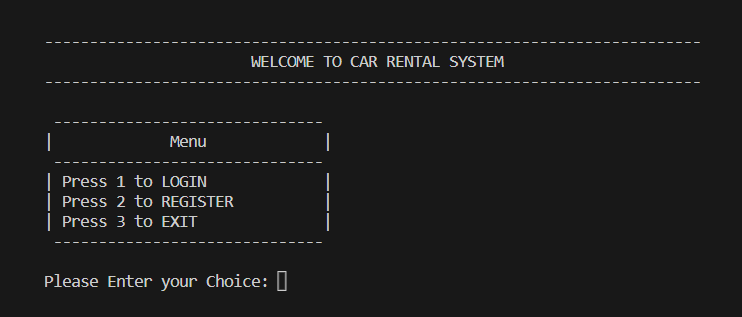 -------------------------------------------------------------------------
WELCOME TO CAR RENTAL SYSTEM
-------------------------------------------------------------------------
------------------------------
| Menu |
------------------------------
| Press 1 to LOGIN |
| Press 2 to REGISTER |
| Press 3 to EXIT |
------------------------------
Please Enter your Choice: